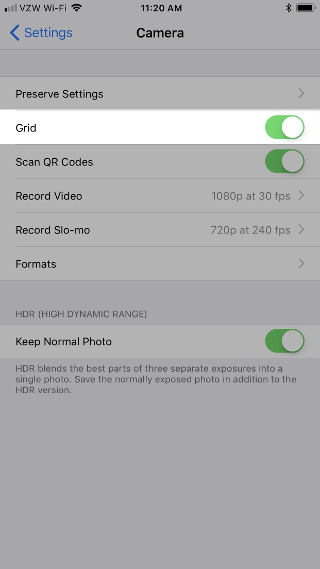 VZW Wi-Fi 11:20 AM
Settings Camera
Preserve Settings
Grid
Scan QR Codes
Record Video 1080p at 30 fps
Record Slo-mo 720p at 240 fps
Formats
HDR (HIGH DYNAMIC RANGE)
Keep Normal Photo
HDR blends the best parts of three separate exposures into a
single photo. Save the normally exposed photo in addition to the
HDR version.